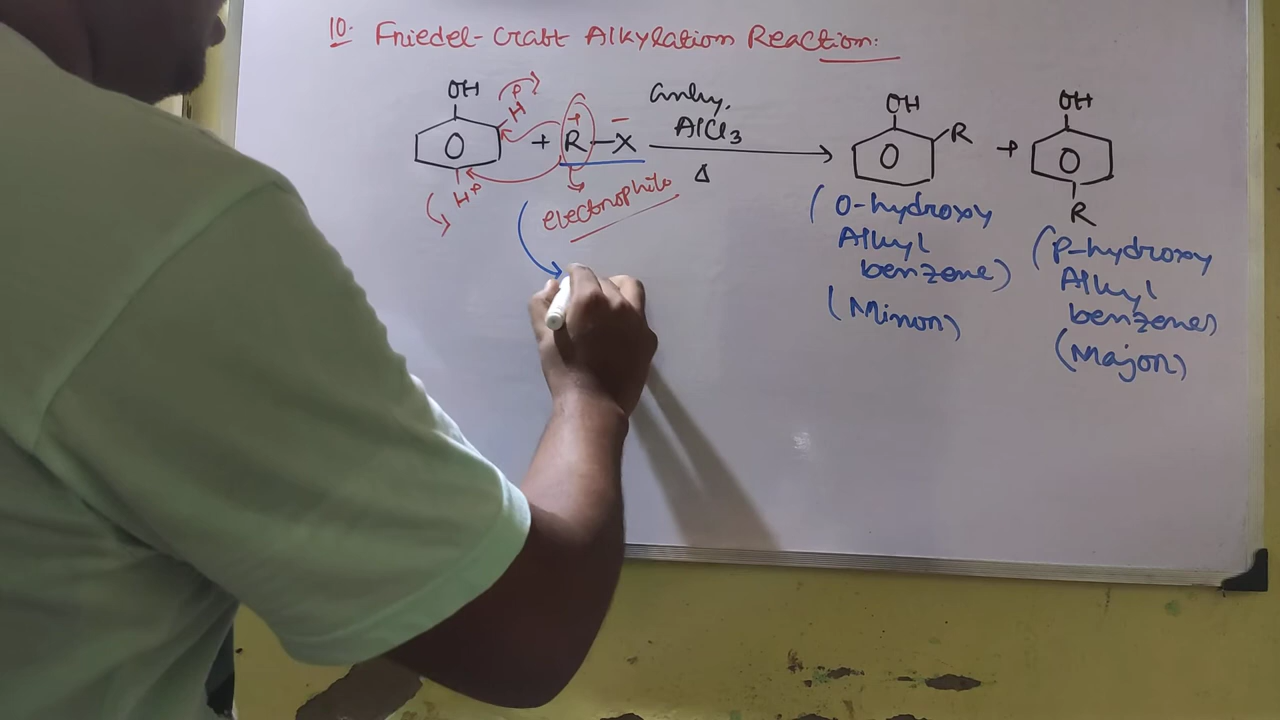 10. Friedel-Craft Alkylation Reaction:
OH H P + R + – X anhy. AlCl3 Δ OH R + OH R
H P
electrophile
(O-hydroxy Alkyl benzene) (Minor)
(P-hydroxy Alkyl benzene) (Major)